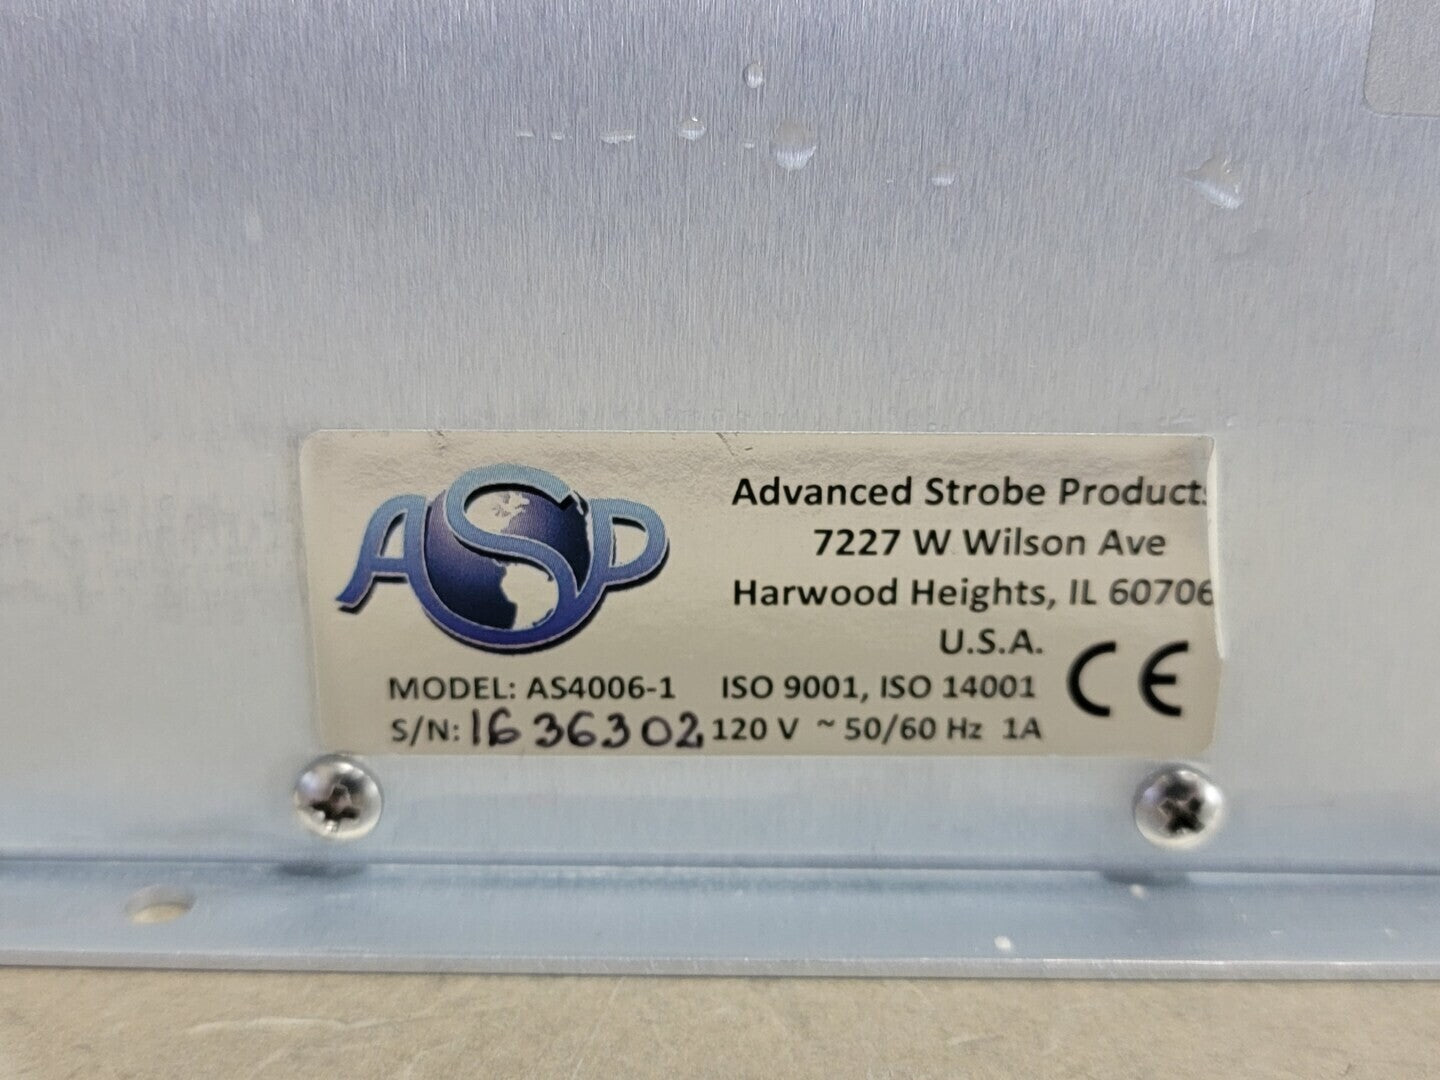 ASP
Advanced Strobe Products
7227 W Wilson Ave
Harwood Heights, IL 60706
U.S.A.
CE
MODEL: AS4006-1 ISO 9001, ISO 14001
S/N: 1636302 120 V ~ 50/60 Hz 1A